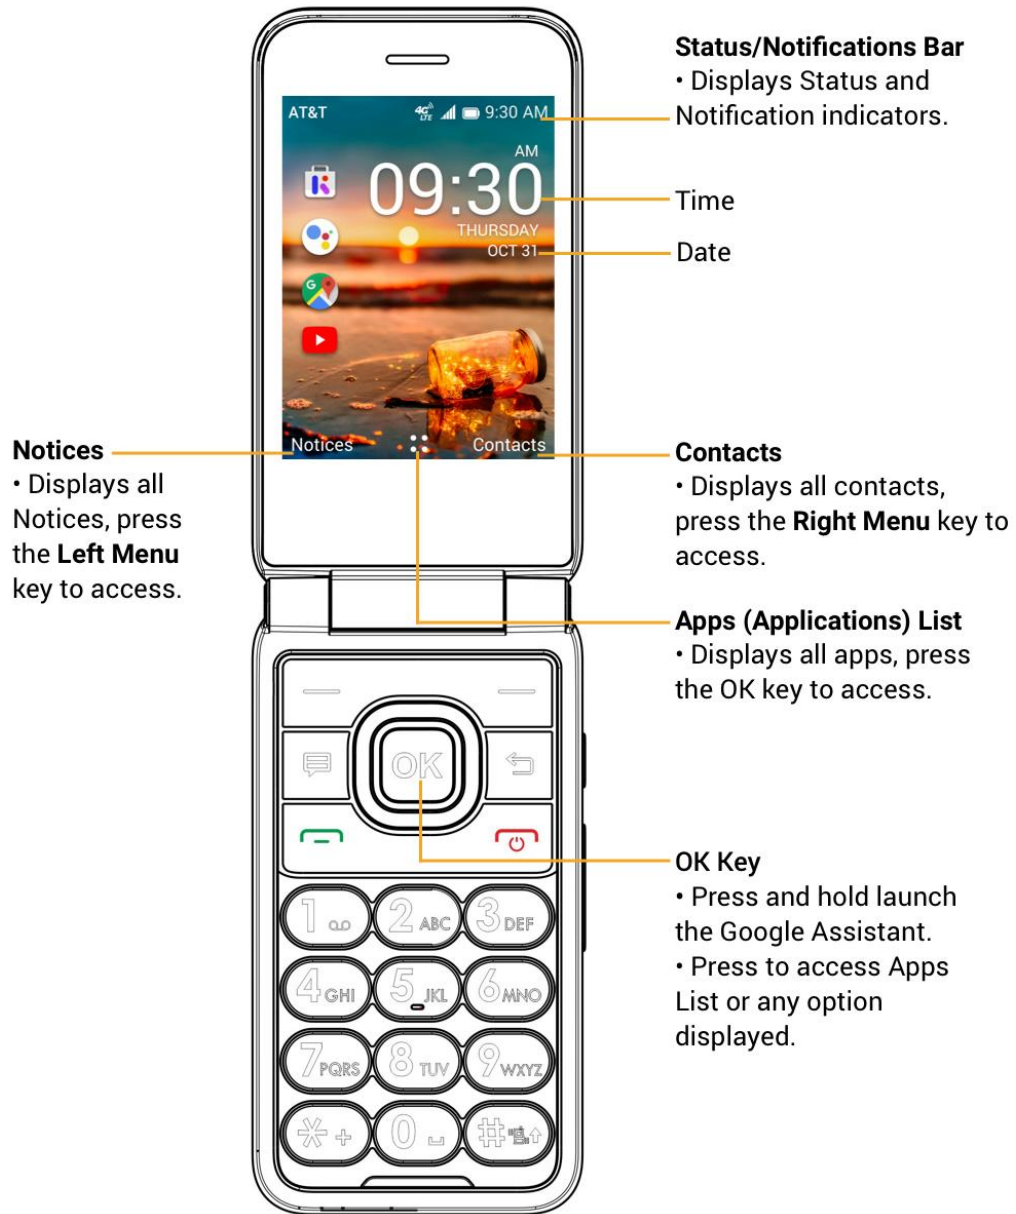 Status/Notifications Bar
• Displays Status and
Notification indicators.
AT&T 4G LTE 9:30 AM
AM
09:30
THURSDAY
OCT 31
Time
Date
Notices Contacts
Notices
• Displays all
Notices, press
the Left Menu
key to access.
Contacts
• Displays all contacts,
press the Right Menu key to
access.
Apps (Applications) List
• Displays all apps, press
the OK key to access.
OK
OK Key
• Press and hold launch
the Google Assistant.
• Press to access Apps
List or any option
displayed.
1 2 ABC 3 DEF
4 GHI 5 JKL 6 MNO
7 PQRS 8 TUV 9 WXYZ
* + 0 #